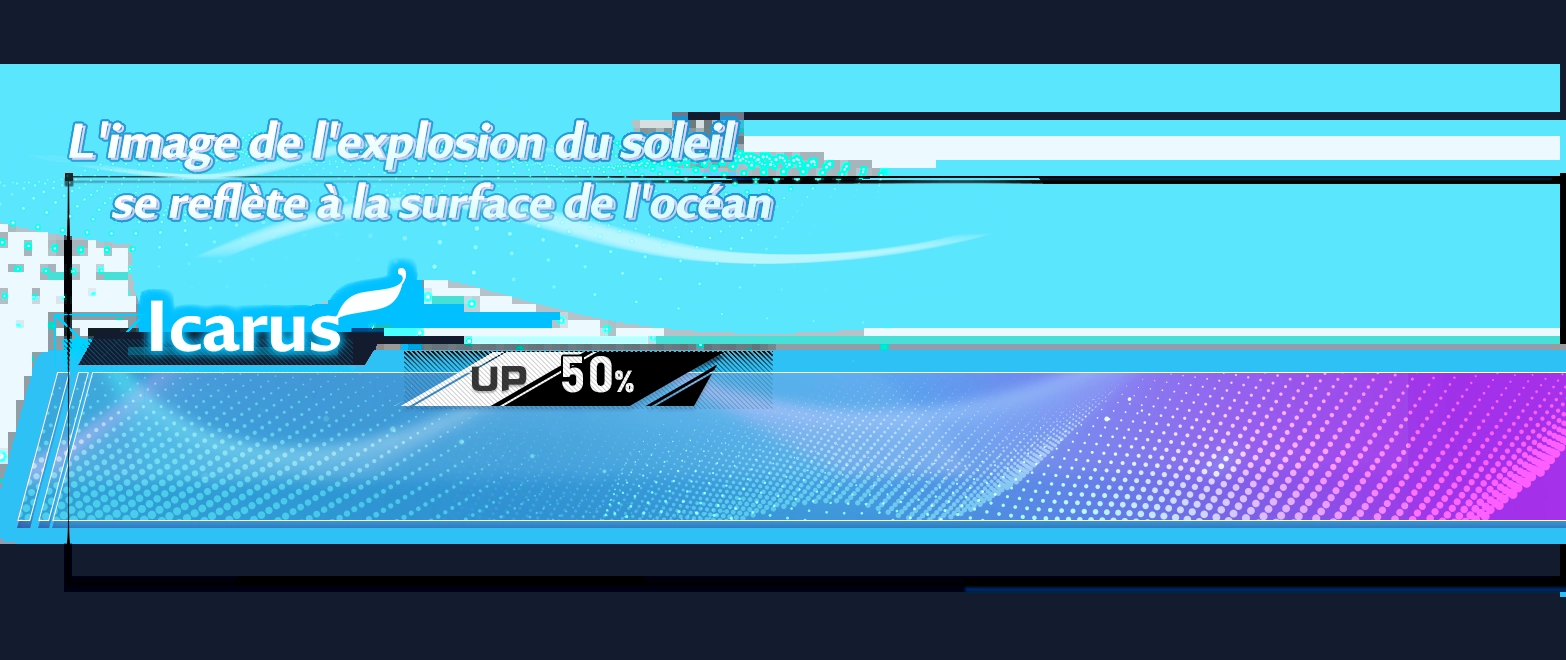 L'image de l'explosion du soleil
se reflète à la surface de l'océan
Icarus
UP 50%